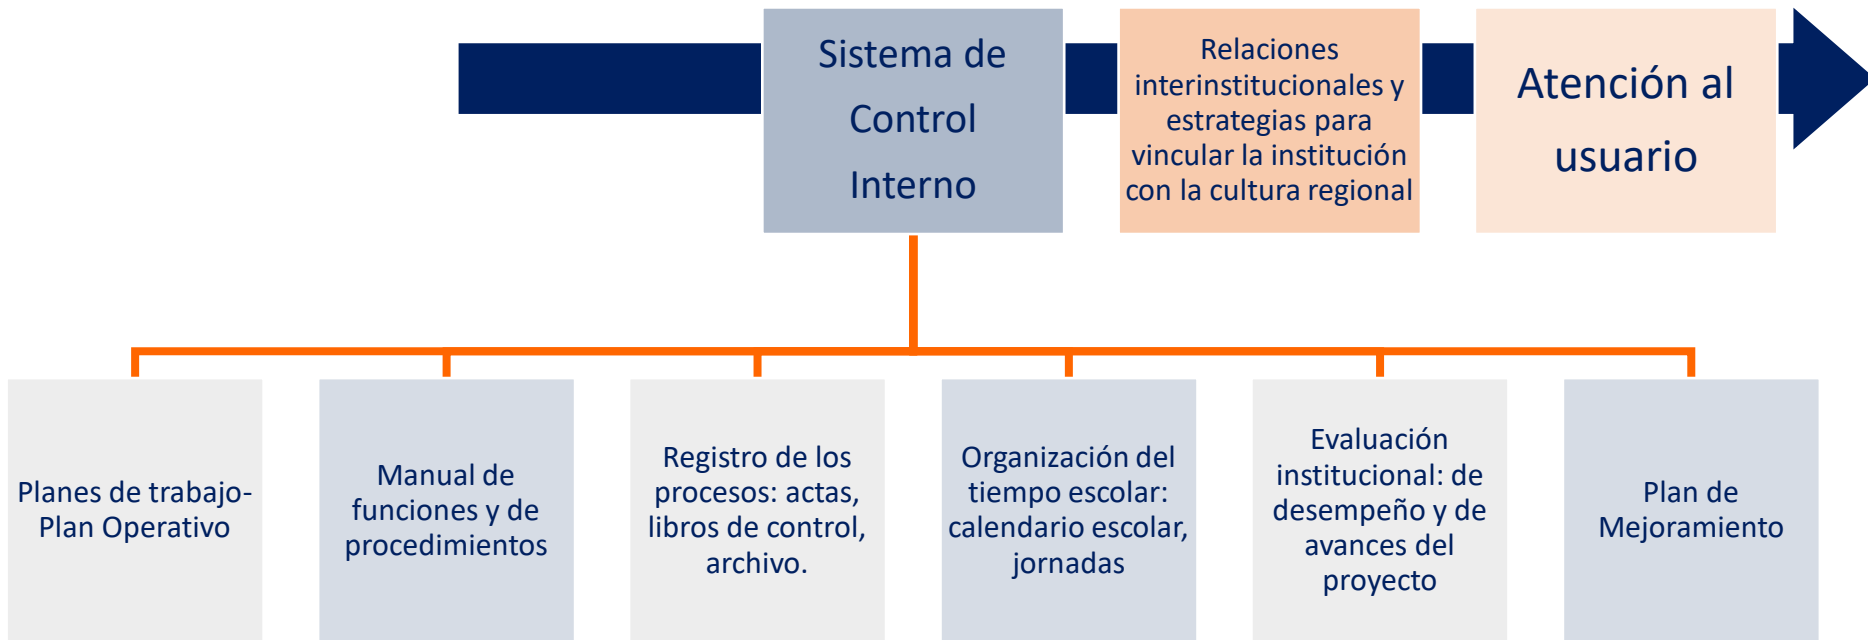 Sistema de
Control
Interno
Relaciones
interinstitucionales y
estrategias para
vincular la institución
con la cultura regional
Atención al
usuario
Planes de trabajo-
Plan Operativo
Manual de
funciones y de
procedimientos
Registro de los
procesos: actas,
libros de control,
archivo.
Organización del
tiempo escolar:
calendario escolar,
jornadas
Evaluación
institucional: de
desempeño y de
avances del
proyecto
Plan de
Mejoramiento